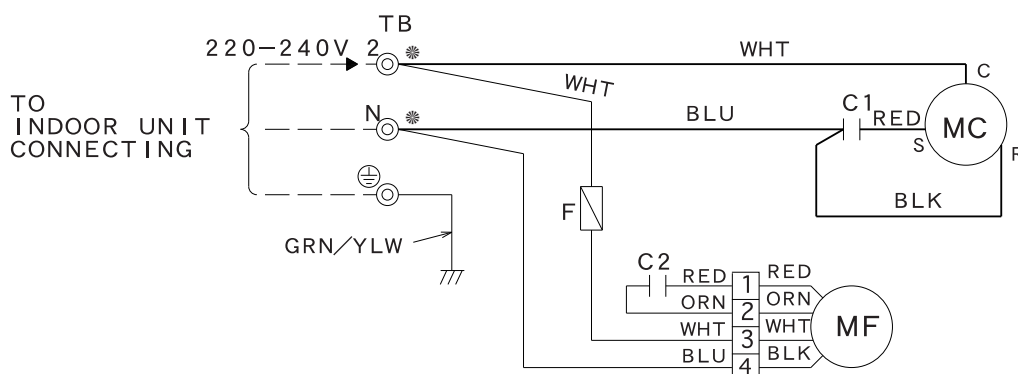 TB
220-240V 2 ※
WHT
C
WHT
TO
INDOOR UNIT
CONNECTING
N ※
BLU
C1
RED
MC
S
R
BLK
F
GRN/YLW
C2
RED 1 RED
ORN 2 ORN
MF
WHT 3 WHT
BLU 4 BLK